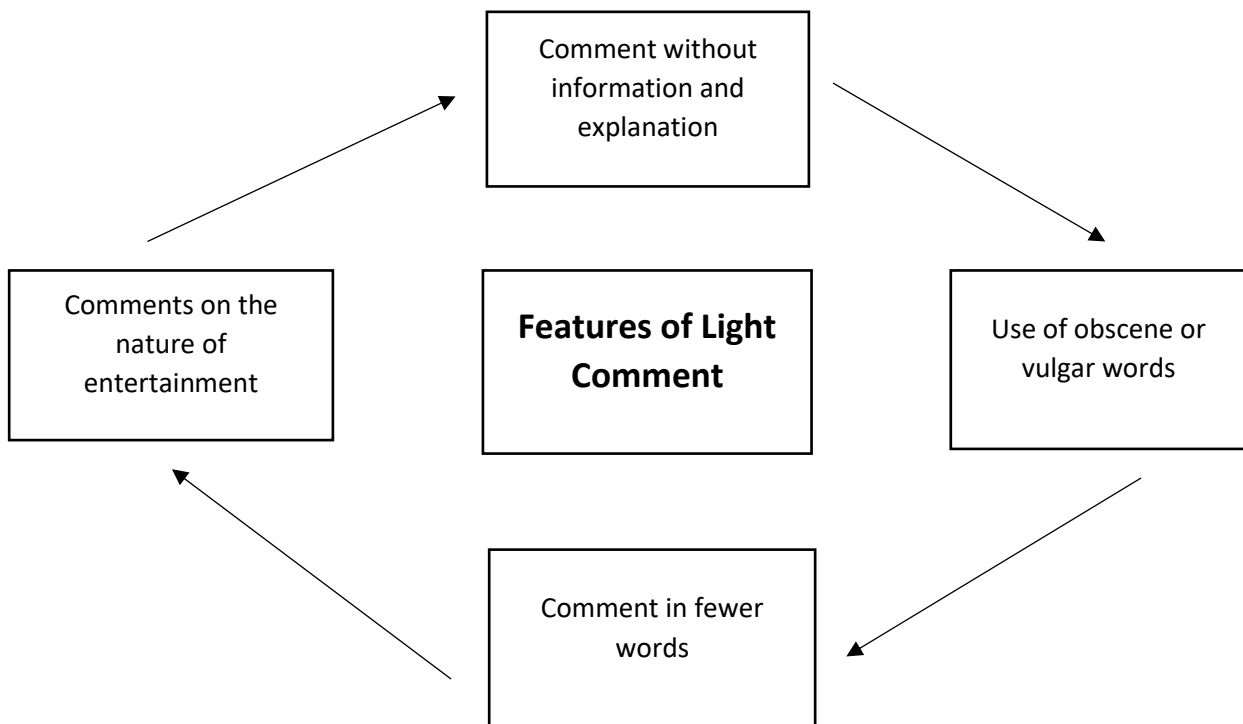 Comment without
information and
explanation
Comments on the
nature of
entertainment
Features of Light
Comment
Use of obscene or
vulgar words
Comment in fewer
words